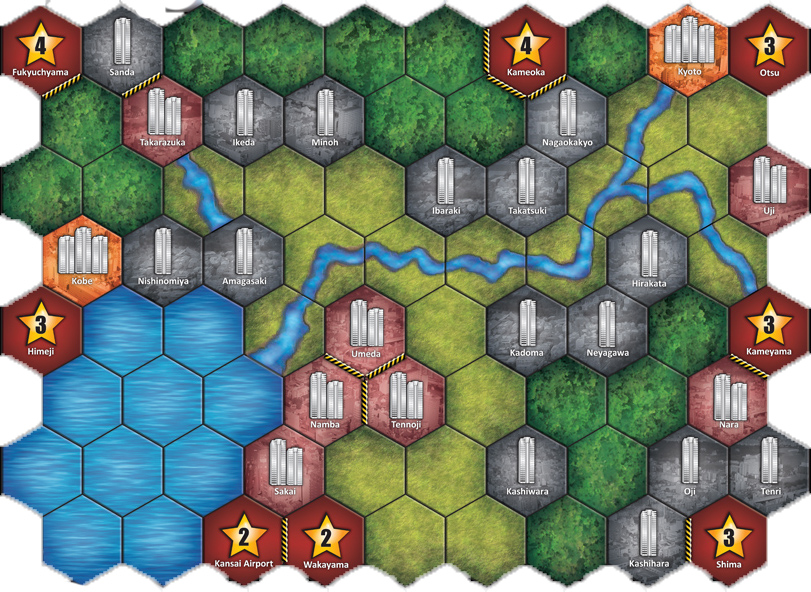 4
Fukyuchyama
Sanda
4
Kameoka
Kyoto
3
Otsu
Takarazuka
Ikeda
Minoh
Nagaokakyo
Ibaraki
Takatsuki
Uji
Kobe
Nishinomiya
Amagasaki
Hirakata
3
Himeji
Umeda
Kadoma
Neyagawa
3
Kameyama
Namba
Tennoji
Nara
Sakai
Kashiwara
Oji
Tenri
2
Kansai Airport
2
Wakayama
Kashihara
3
Shima